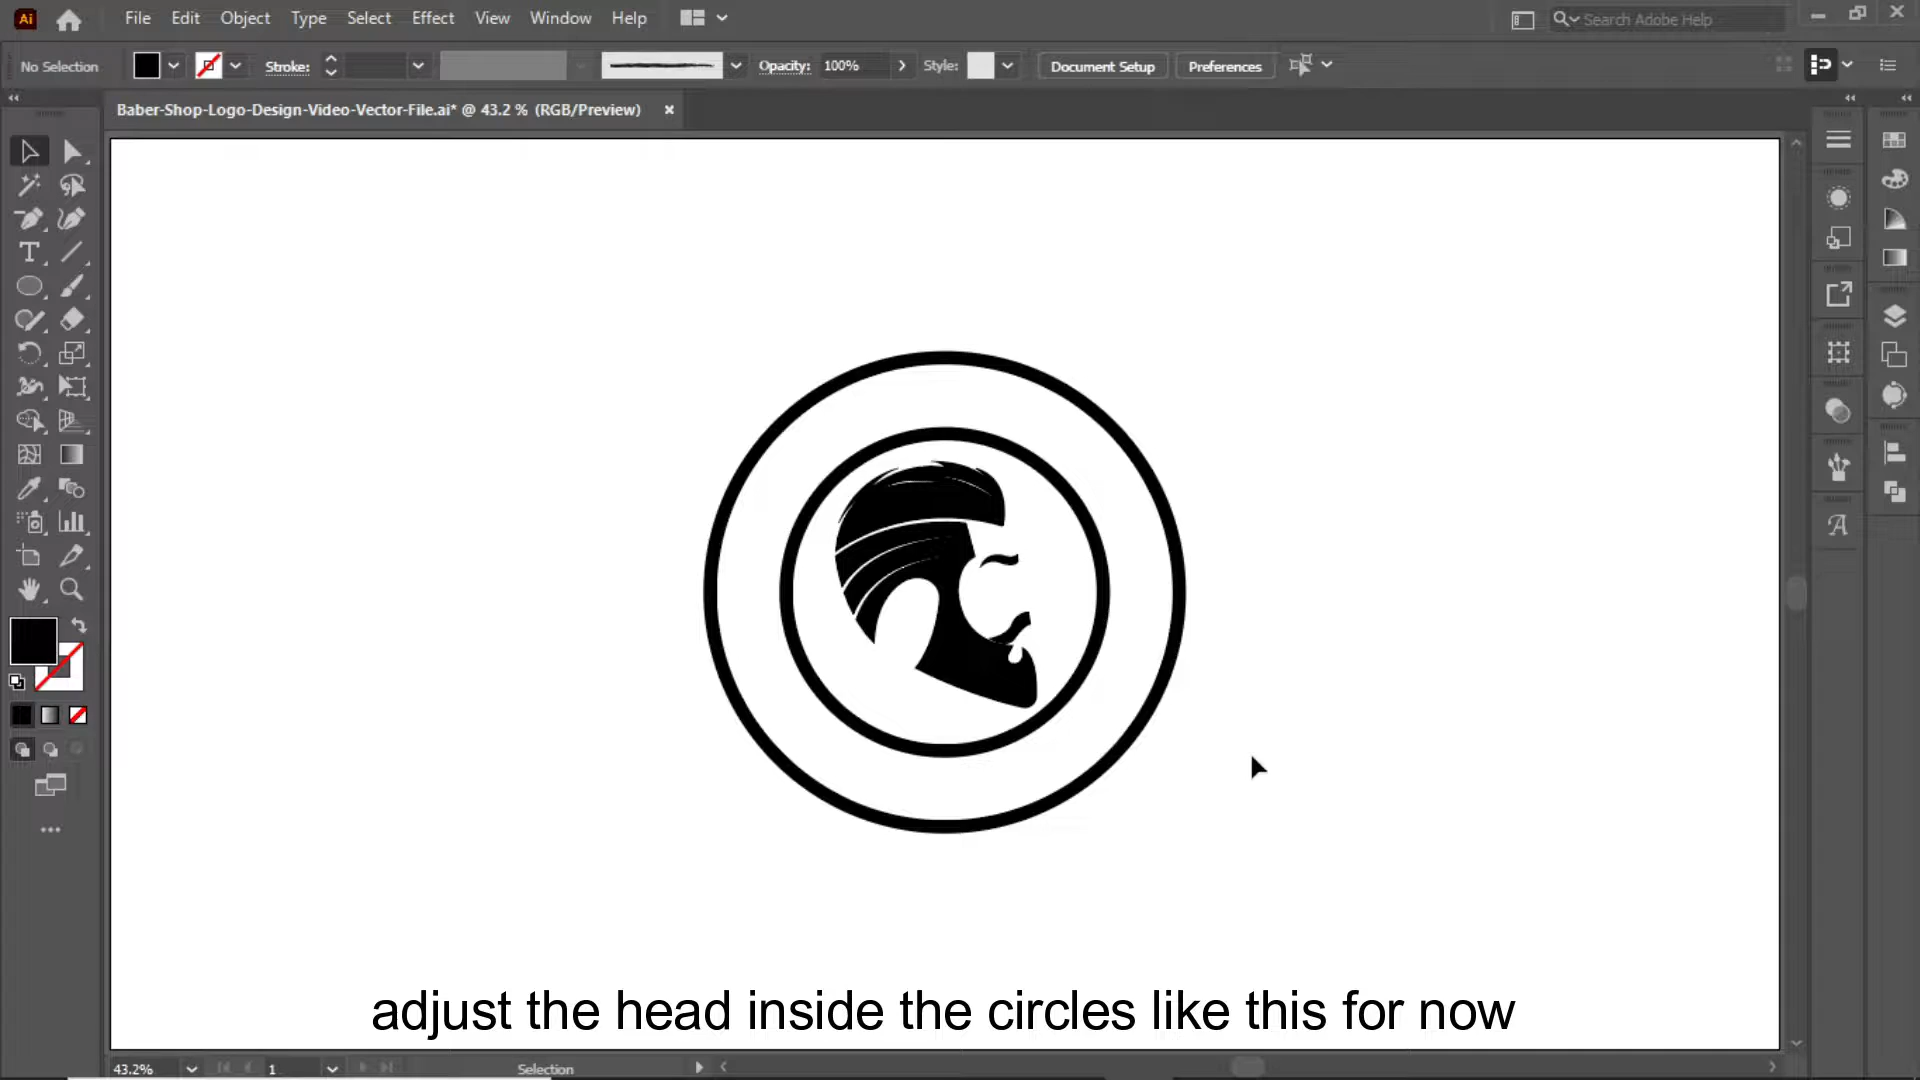 Ai File Edit Object Type Select Effect View Window Help Search Adobe Help
No Selection Stroke: Opacity: 100% Style: Document Setup Preferences
Baber-Shop-Logo-Design-Video-Vector-File.ai* @ 43.2 % (RGB/Preview)
adjust the head inside the circles like this for now
43.2% 1 Selection